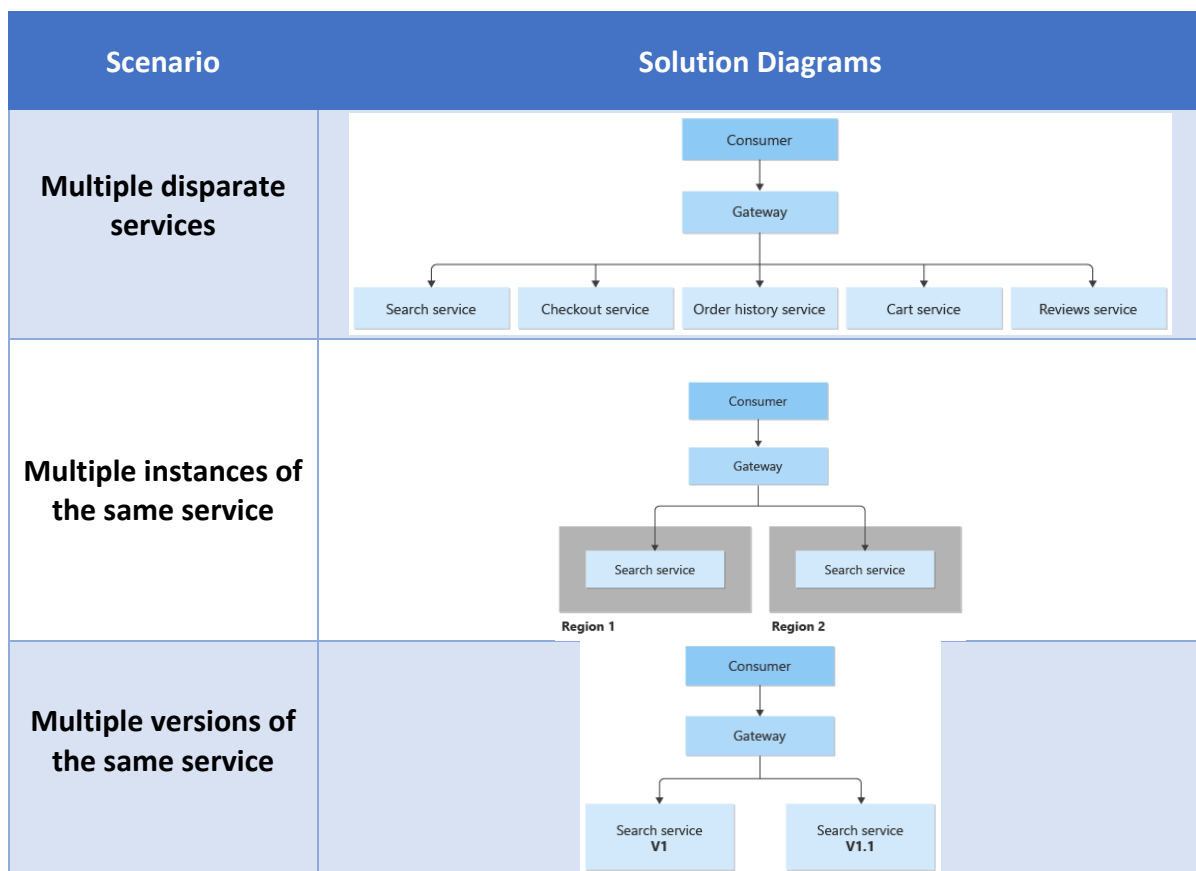 Scenario
Solution Diagrams
Multiple disparate
services
Consumer
Gateway
Search service
Checkout service
Order history service
Cart service
Reviews service
Multiple instances of
the same service
Consumer
Gateway
Search service
Search service
Region 1
Region 2
Multiple versions of
the same service
Consumer
Gateway
Search service
V1
Search service
V1.1